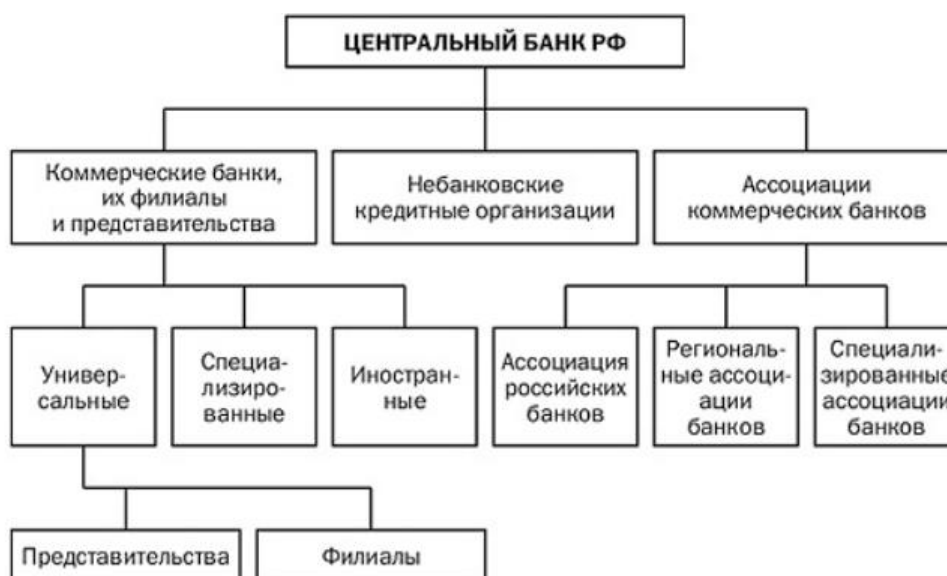 ЦЕНТРАЛЬНЫЙ БАНК РФ
Коммерческие банки,
их филиалы
и представительства
Небанковские
кредитные организации
Ассоциации
коммерческих банков
Универ-
сальные
Специа-
лизиро-
ванные
Иностран-
ные
Ассоциация
российских
банков
Региональ-
ные ассоци-
ации
банков
Специали-
зированные
ассоциации
банков
Представительства
Филиалы